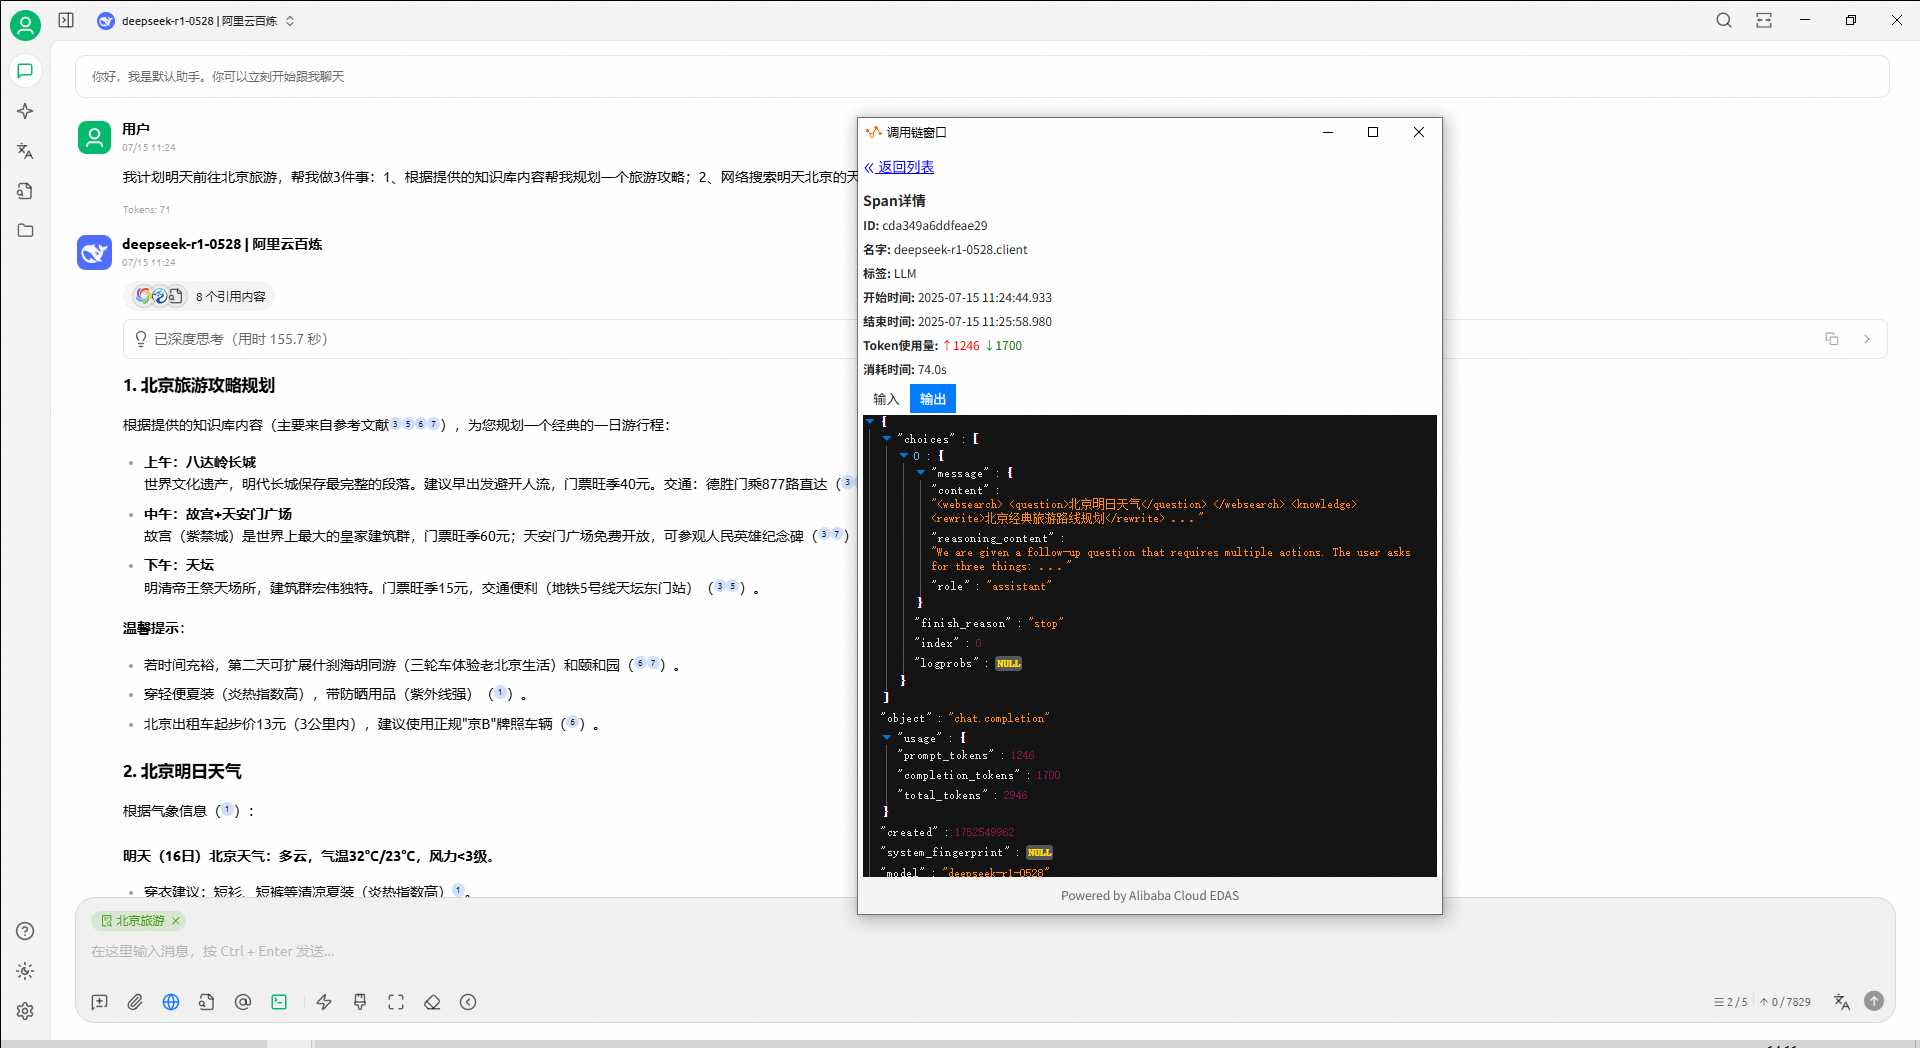 deepseek-r1-0528 | 阿里云百炼
你好，我是默认助手。你可以立刻开始跟我聊天
用户
07/15 11:24
我计划明天前往北京旅游，帮我做3件事：1、根据提供的知识库内容帮我规划一个旅游攻略；2、网络搜索明天北京的天
Tokens: 71
deepseek-r1-0528 | 阿里云百炼
07/15 11:24
8 个引用内容
已深度思考（用时 155.7 秒）
1. 北京旅游攻略规划
根据提供的知识库内容（主要来自参考文献 3 5 6 7），为您规划一个经典的一日游行程：
• 上午：八达岭长城
世界文化遗产，明代长城保存最完整的段落。建议早出发避开人流，门票旺季40元。交通：德胜门乘877路直达（3
• 中午：故宫+天安门广场
故宫（紫禁城）是世界上最大的皇家建筑群，门票旺季60元；天安门广场免费开放，可参观人民英雄纪念碑（3 7）
• 下午：天坛
明清帝王祭天场所，建筑群宏伟独特。门票旺季15元，交通便利（地铁5号线天坛东门站）（3 5）。
温馨提示：
• 若时间充裕，第二天可扩展什刹海胡同游（三轮车体验老北京生活）和颐和园（6 7）。
• 穿轻便夏装（炎热指数高），带防晒用品（紫外线强）（1）。
• 北京出租车起步价13元（3公里内），建议使用正规"京B"牌照车辆（6）。
2. 北京明日天气
根据气象信息（1）：
明天（16日）北京天气：多云，气温32°C/23°C，风力<3级。
• 穿衣建议：短衫、短裤等清凉夏装（炎热指数高）1。
北京旅游 ×
在这里输入消息，按 Ctrl + Enter 发送...
2 / 5
↑ 0 / 7829
调用链窗口
« 返回列表
Span详情
ID: cda349a6ddfeae29
名字: deepseek-r1-0528.client
标签: LLM
开始时间: 2025-07-15 11:24:44.933
结束时间: 2025-07-15 11:25:58.980
Token使用量: ↑1246 ↓1700
消耗时间: 74.0s
输入 输出
{
"choices" : [
0 : {
"message" : {
"content" :
"<websearch> <question>北京明日天气</question> </websearch> <knowledge>
<rewrite>北京经典旅游路线规划</rewrite> ..."
"reasoning_content" :
"We are given a follow-up question that requires multiple actions. The user asks
for three things: ..."
"role" : "assistant"
}
"finish_reason" : "stop"
"index" : 0
"logprobs" : NULL
}
]
"object" : "chat.completion"
"usage" : {
"prompt_tokens" : 1246
"completion_tokens" : 1700
"total_tokens" : 2946
}
"created" : 1752549962
"system_fingerprint" : NULL
"model" : "deepseek-r1-0528"
Powered by Alibaba Cloud EDAS